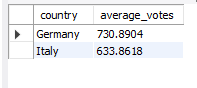 country average_votes
Germany 730.8904
Italy 633.8618